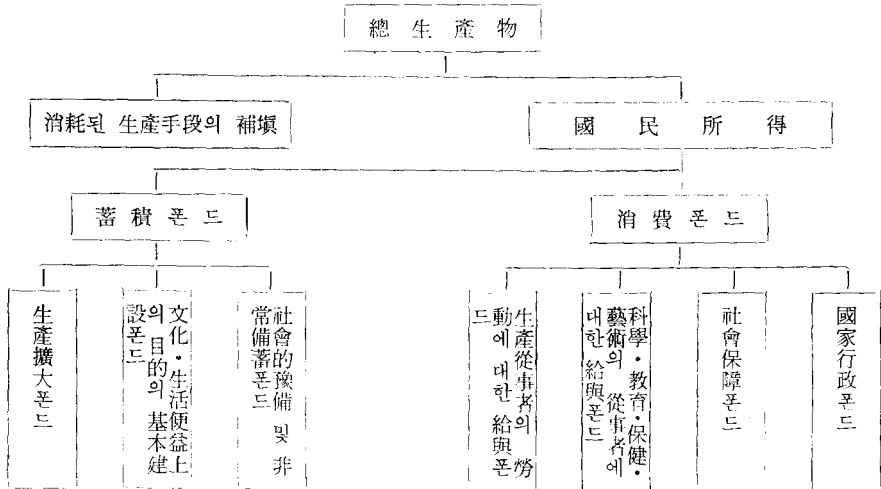 總生產物
消耗된 生產手段의 補塡
國民所得
蓄積폰드
消費폰드
生產擴大폰드
文化·生活便益上
의 目的의 基本建
設폰드
社會的豫備 및 非
常備蓄폰드
生產從事者의 勞
動에 대한 給與폰
드
科學·教育·保健·
藝術의 從事者에
대한 給與폰드
社會保障폰드
國家行政폰드